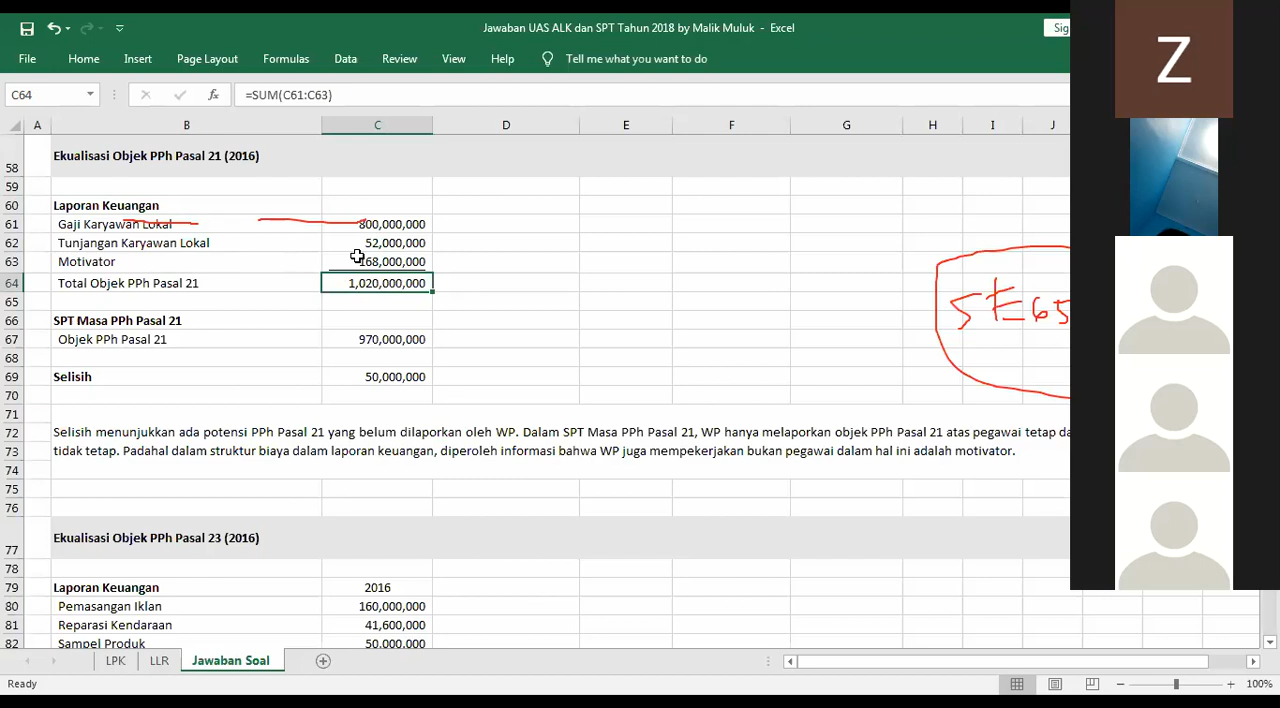 Jawaban UAS ALK dan SPT Tahun 2018 by Malik Muluk - Excel
Sig
File Home Insert Page Layout Formulas Data Review View Help Tell me what you want to do
C64 fx =SUM(C61:C63)
A B C D E F G H I J
58 Ekualisasi Objek PPh Pasal 21 (2016)
59
60 Laporan Keuangan
61 Gaji Karyawan Lokal 800,000,000
62 Tunjangan Karyawan Lokal 52,000,000
63 Motivator 168,000,000
64 Total Objek PPh Pasal 21 1,020,000,000
65
66 SPT Masa PPh Pasal 21
67 Objek PPh Pasal 21 970,000,000
68
69 Selisih 50,000,000
70
71
72 Selisih menunjukkan ada potensi PPh Pasal 21 yang belum dilaporkan oleh WP. Dalam SPT Masa PPh Pasal 21, WP hanya melaporkan objek PPh Pasal 21 atas pegawai tetap da
73 tidak tetap. Padahal dalam struktur biaya dalam laporan keuangan, diperoleh informasi bahwa WP juga mempekerjakan bukan pegawai dalam hal ini adalah motivator.
74
75
76
77 Ekualisasi Objek PPh Pasal 23 (2016)
78
79 Laporan Keuangan 2016
80 Pemasangan Iklan 160,000,000
81 Reparasi Kendaraan 41,600,000
82 Sampel Produk 50,000,000
LPK LLR Jawaban Soal
Ready 100%
Z